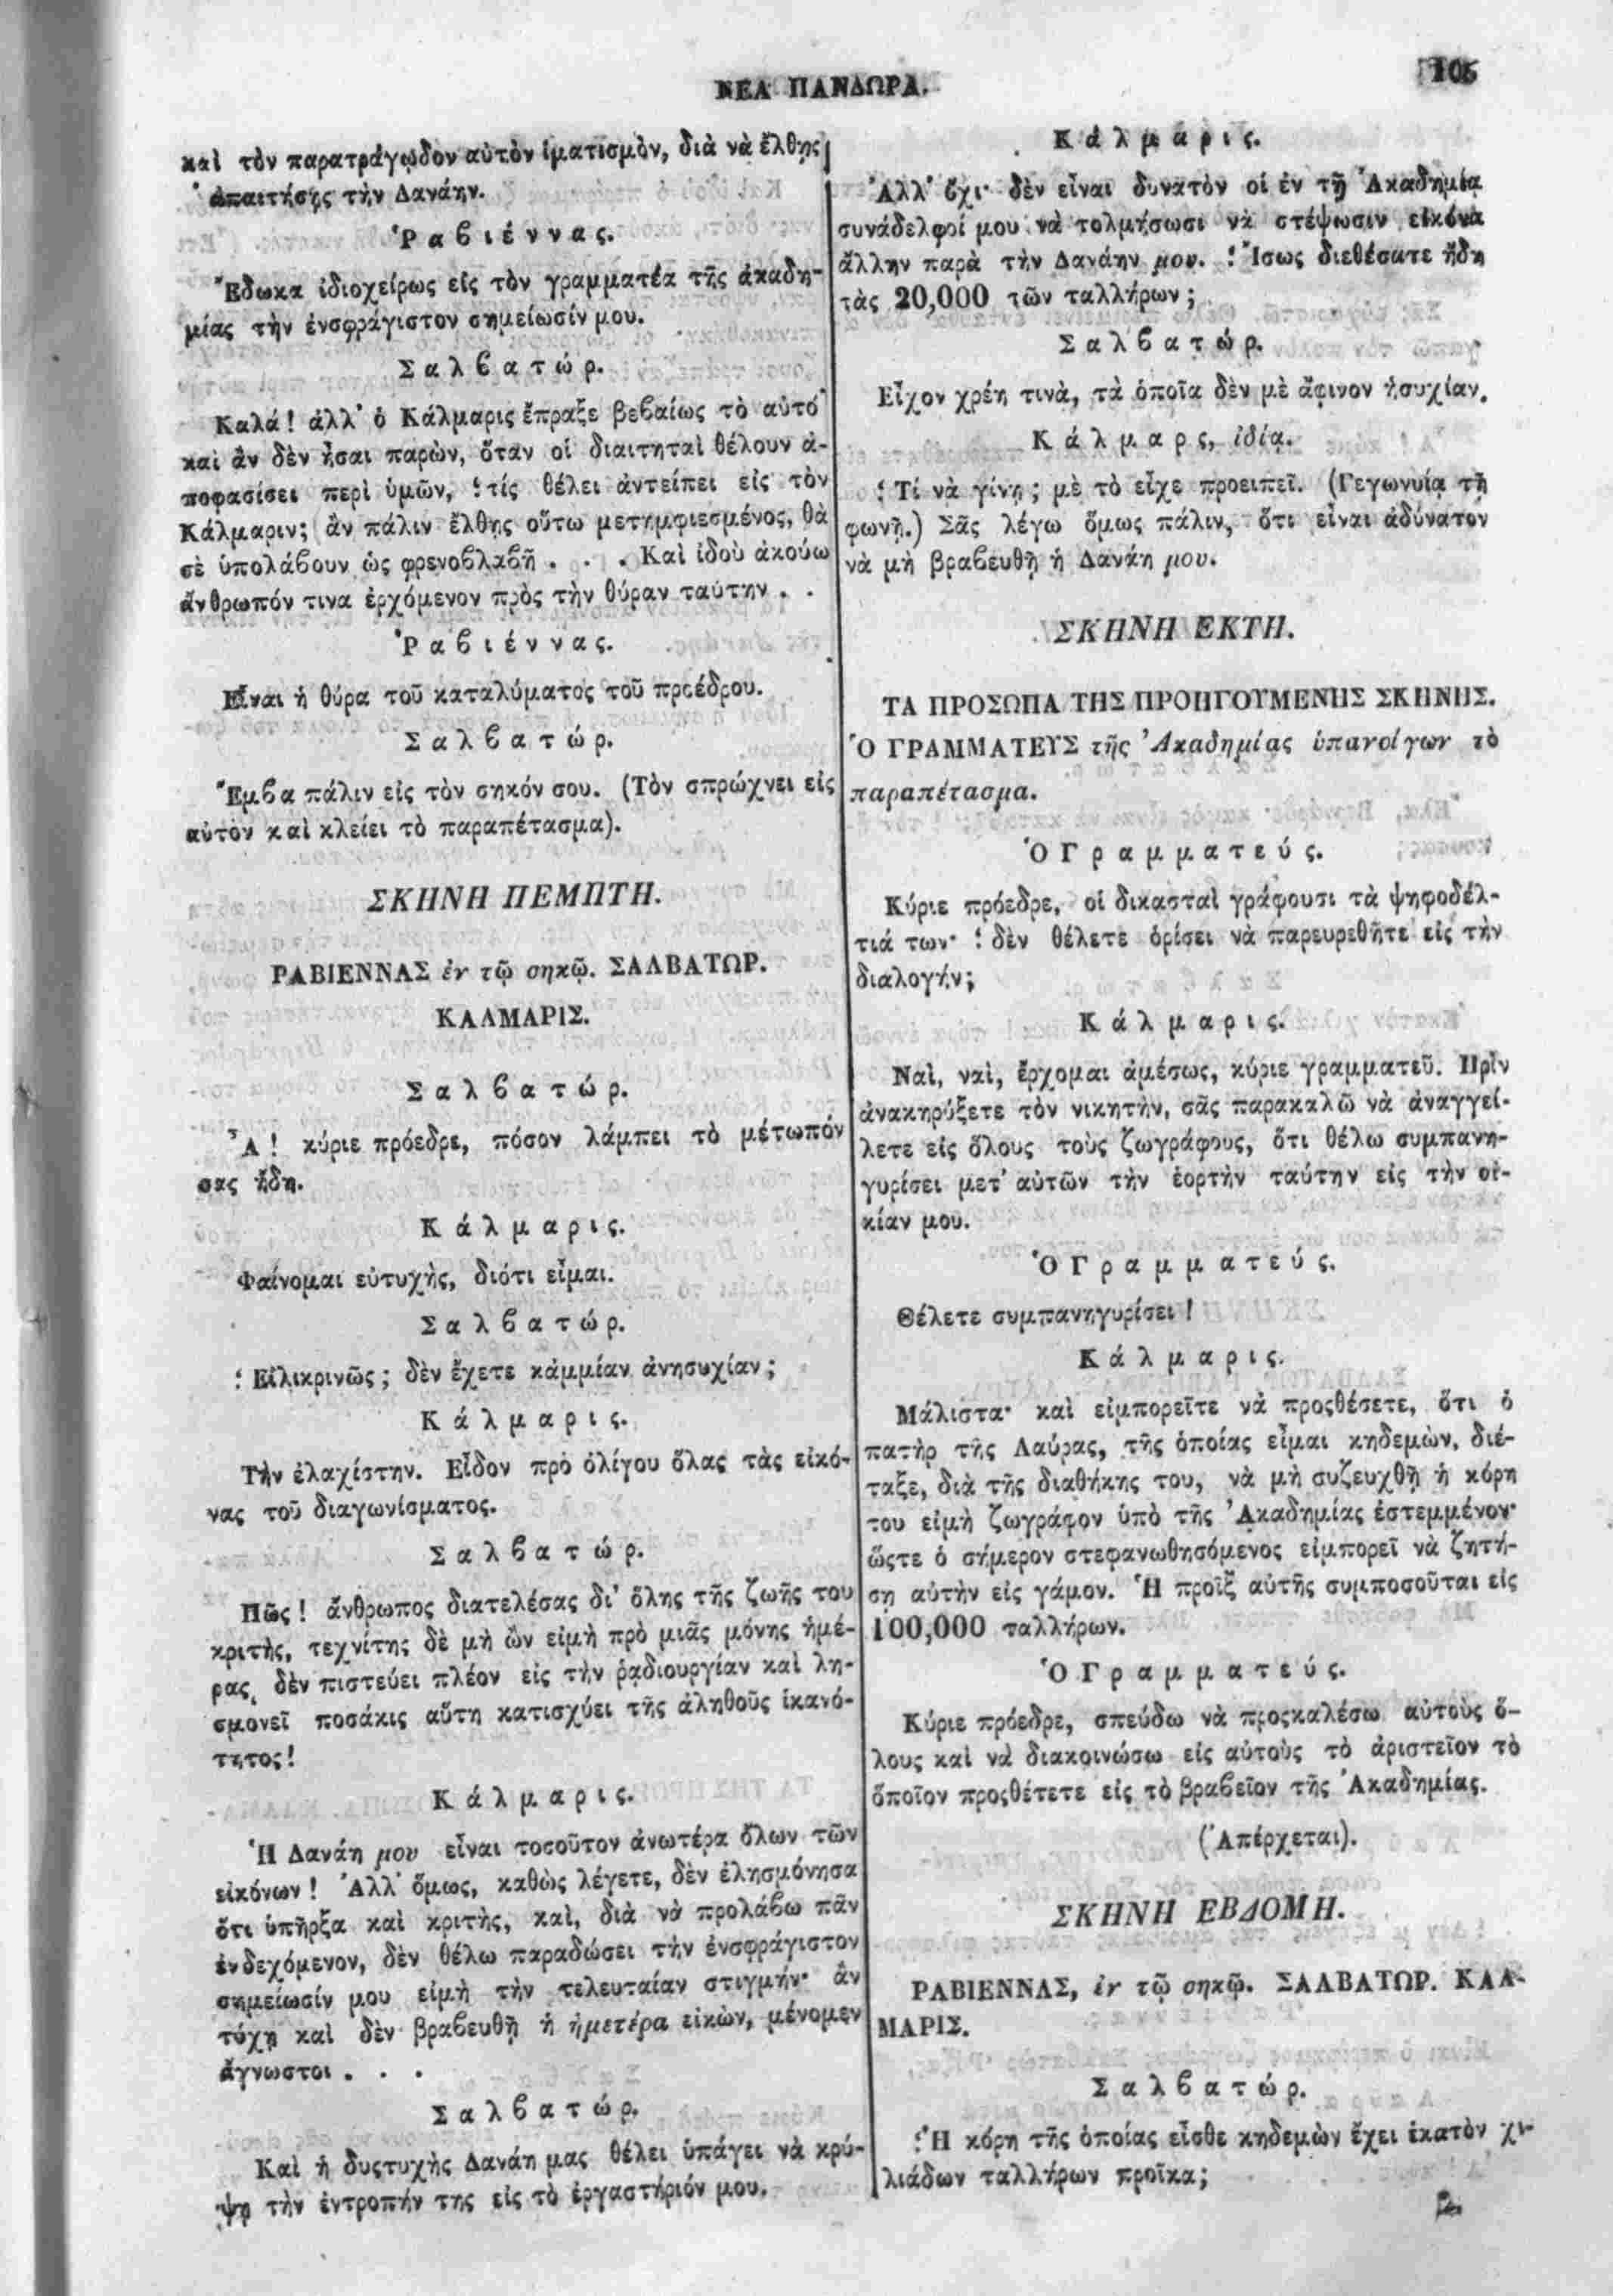 ΝΕΑ ΠΑΝΔΩΡΑ.
105
καὶ τὸν παρατράγῳδον αὐτὸν ἱματισμὸν, διὰ νὰ ἔλθῃς
ἀπαιτήσῃς τὴν Δανάην.
Ῥαβιέννας.
Ἔδωκα ἰδιοχείρως εἰς τὸν γραμματέα τῆς ἀκαδη-
μίας τὴν ἐνσφράγιστον σημείωσίν μου.
Σαλβατώρ.
Καλά! ἀλλ' ὁ Κάλμαρις ἔπραξε βεβαίως τὸ αὐτό
καὶ ἂν δὲν ἦσαι παρὼν, ὅταν οἱ διαιτηταὶ θέλουν ἀ-
ποφασίσει περὶ ὑμῶν, ⸵τίς θέλει ἀντείπει εἰς τὸν
Κάλμαριν; ἂν πάλιν ἔλθῃς οὕτω μετημφιεσμένος, θὰ
σὲ ὑπολάβουν ὡς φρενοβλαβῆ . . . Καὶ ἰδοὺ ἀκούω
ἄνθρωπόν τινα ἐρχόμενον πρὸς τὴν θύραν ταύτην . .
Ῥαβιέννας.
Εἶναι ἡ θύρα τοῦ καταλύματος τοῦ προέδρου.
Σαλβατώρ.
Ἔμβα πάλιν εἰς τὸν σηκόν σου. (Τὸν σπρώχνει εἰς
αὐτὸν καὶ κλείει τὸ παραπέτασμα).
ΣΚΗΝΗ ΠΕΜΠΤΗ.
ΡΑΒΙΕΝΝΑΣ ἐν τῷ σηκῷ. ΣΑΛΒΑΤΩΡ.
ΚΑΛΜΑΡΙΣ.
Σαλβατώρ.
Ἆ! κύριε πρόεδρε, πόσον λάμπει τὸ μέτωπόν
σας ἤδη.
Κάλμαρις.
Φαίνομαι εὐτυχὴς, διότι εἶμαι.
Σαλβατώρ.
⸵ Εἰλικρινῶς; δὲν ἔχετε κἀμμίαν ἀνησυχίαν;
Κάλμαρις.
Τὴν ἐλαχίστην. Εἶδον πρὸ ὀλίγου ὅλας τὰς εἰκό-
νας τοῦ διαγωνίσματος.
Σαλβατώρ.
Πῶς! ἄνθρωπος διατελέσας δι' ὅλης τῆς ζωῆς του
κριτὴς, τεχνίτης δὲ μὴ ὢν εἰμὴ πρὸ μιᾶς μόνης ἡμέ-
ρας, δὲν πιστεύει πλέον εἰς τὴν ῥᾳδιουργίαν καὶ λη-
σμονεῖ ποσάκις αὕτη κατισχύει τῆς ἀληθοῦς ἱκανό-
τητος!
Κάλμαρις.
Ἡ Δανάη μου εἶναι τοσοῦτον ἀνωτέρα ὅλων τῶν
εἰκόνων! Ἀλλ' ὅμως, καθὼς λέγετε, δὲν ἐλησμόνησα
ὅτι ὑπῆρξα καὶ κριτὴς, καὶ, διὰ νὰ προλάβω πᾶν
ἐνδεχόμενον, δὲν θέλω παραδώσει τὴν ἐνσφράγιστον
σημείωσίν μου εἰμὴ τὴν τελευταίαν στιγμήν· ἂν
τύχῃ καὶ δὲν βραβευθῇ ἡ ἡμετέρα εἰκὼν, μένομεν
ἄγνωστοι . . .
Σαλβατώρ.
Καὶ ἡ δυςτυχὴς Δανάη μας θέλει ὑπάγει νὰ κρύ-
ψῃ τὴν ἐντροπήν της εἰς τὸ ἐργαστήριόν μου.
Κάλμαρις.
Ἀλλ' ὄχι· δὲν εἶναι δυνατὸν οἱ ἐν τῇ Ἀκαδημίᾳ
συνάδελφοί μου νὰ τολμήσωσι νὰ στέψωσιν εἰκόνα
ἄλλην παρὰ τὴν Δανάην μου. ⸵ Ἴσως διεθέσατε ἤδη
τὰς 20,000 τῶν ταλλήρων;
Σαλβατώρ.
Εἶχον χρέη τινὰ, τὰ ὁποῖα δὲν μὲ ἄφινον ἡσυχίαν.
Κάλμαρς, ἰδίᾳ.
⸵ Τί νὰ γίνῃ; μὲ τὸ εἶχε προειπεῖ. (Γεγωνυίᾳ τῇ
φωνῇ.) Σᾶς λέγω ὅμως πάλιν, ὅτι εἶναι ἀδύνατον
νὰ μὴ βραβευθῇ ἡ Δανάη μου.
ΣΚΗΝΗ ΕΚΤΗ.
ΤΑ ΠΡΟΣΩΠΑ ΤΗΣ ΠΡΟΗΓΟΥΜΕΝΗΣ ΣΚΗΝΗΣ.
Ὁ ΓΡΑΜΜΑΤΕΥΣ τῆς Ἀκαδημίας ὑπανοίγων τὸ
παραπέτασμα.
Ὁ Γραμματεύς.
Κύριε πρόεδρε, οἱ δικασταὶ γράφουσι τὰ ψηφοδέλ-
τιά των· ⸵ δὲν θέλετε ὁρίσει νὰ παρευρεθῆτε εἰς τὴν
διαλογήν;
Κάλμαρις.
Ναὶ, ναὶ, ἔρχομαι ἀμέσως, κύριε γραμματεῦ. Πρὶν
ἀνακηρύξετε τὸν νικητὴν, σᾶς παρακαλῶ νὰ ἀναγγεί-
λετε εἰς ὅλους τοὺς ζωγράφους, ὅτι θέλω συμπανη-
γυρίσει μετ' αὐτῶν τὴν ἑορτὴν ταύτην εἰς τὴν οἰ-
κίαν μου.
Ὁ Γραμματεύς.
Θέλετε συμπανηγυρίσει!
Κάλμαρις.
Μάλιστα· καὶ εἰμπορεῖτε νὰ προςθέσετε, ὅτι ὁ
πατὴρ τῆς Λαύρας, τῆς ὁποίας εἶμαι κηδεμὼν, διέ-
ταξε, διὰ τῆς διαθήκης του, νὰ μὴ συζευχθῇ ἡ κόρη
του εἰμὴ ζωγράφον ὑπὸ τῆς Ἀκαδημίας ἐστεμμένον·
ὥςτε ὁ σήμερον στεφανωθησόμενος εἰμπορεῖ νὰ ζητή-
σῃ αὐτὴν εἰς γάμον. Ἡ προῖξ αὐτῆς συμποσοῦται εἰς
100,000 ταλλήρων.
Ὁ Γραμματεύς.
Κύριε πρόεδρε, σπεύδω νὰ προςκαλέσω αὐτοὺς ὅ-
λους καὶ νὰ διακοινώσω εἰς αὐτοὺς τὸ ἀριστεῖον τὸ
ὁποῖον προςθέτετε εἰς τὸ βραβεῖον τῆς Ἀκαδημίας.
(Ἀπέρχεται).
ΣΚΗΝΗ ΕΒΔΟΜΗ.
ΡΑΒΙΕΝΝΑΣ, ἐν τῷ σηκῷ. ΣΑΛΒΑΤΩΡ. ΚΑΛ-
ΜΑΡΙΣ.
Σαλβατώρ.
⸵ Ἡ κόρη τῆς ὁποίας εἶσθε κηδεμὼν ἔχει ἑκατὸν χι-
λιάδων ταλλήρων προῖκα;